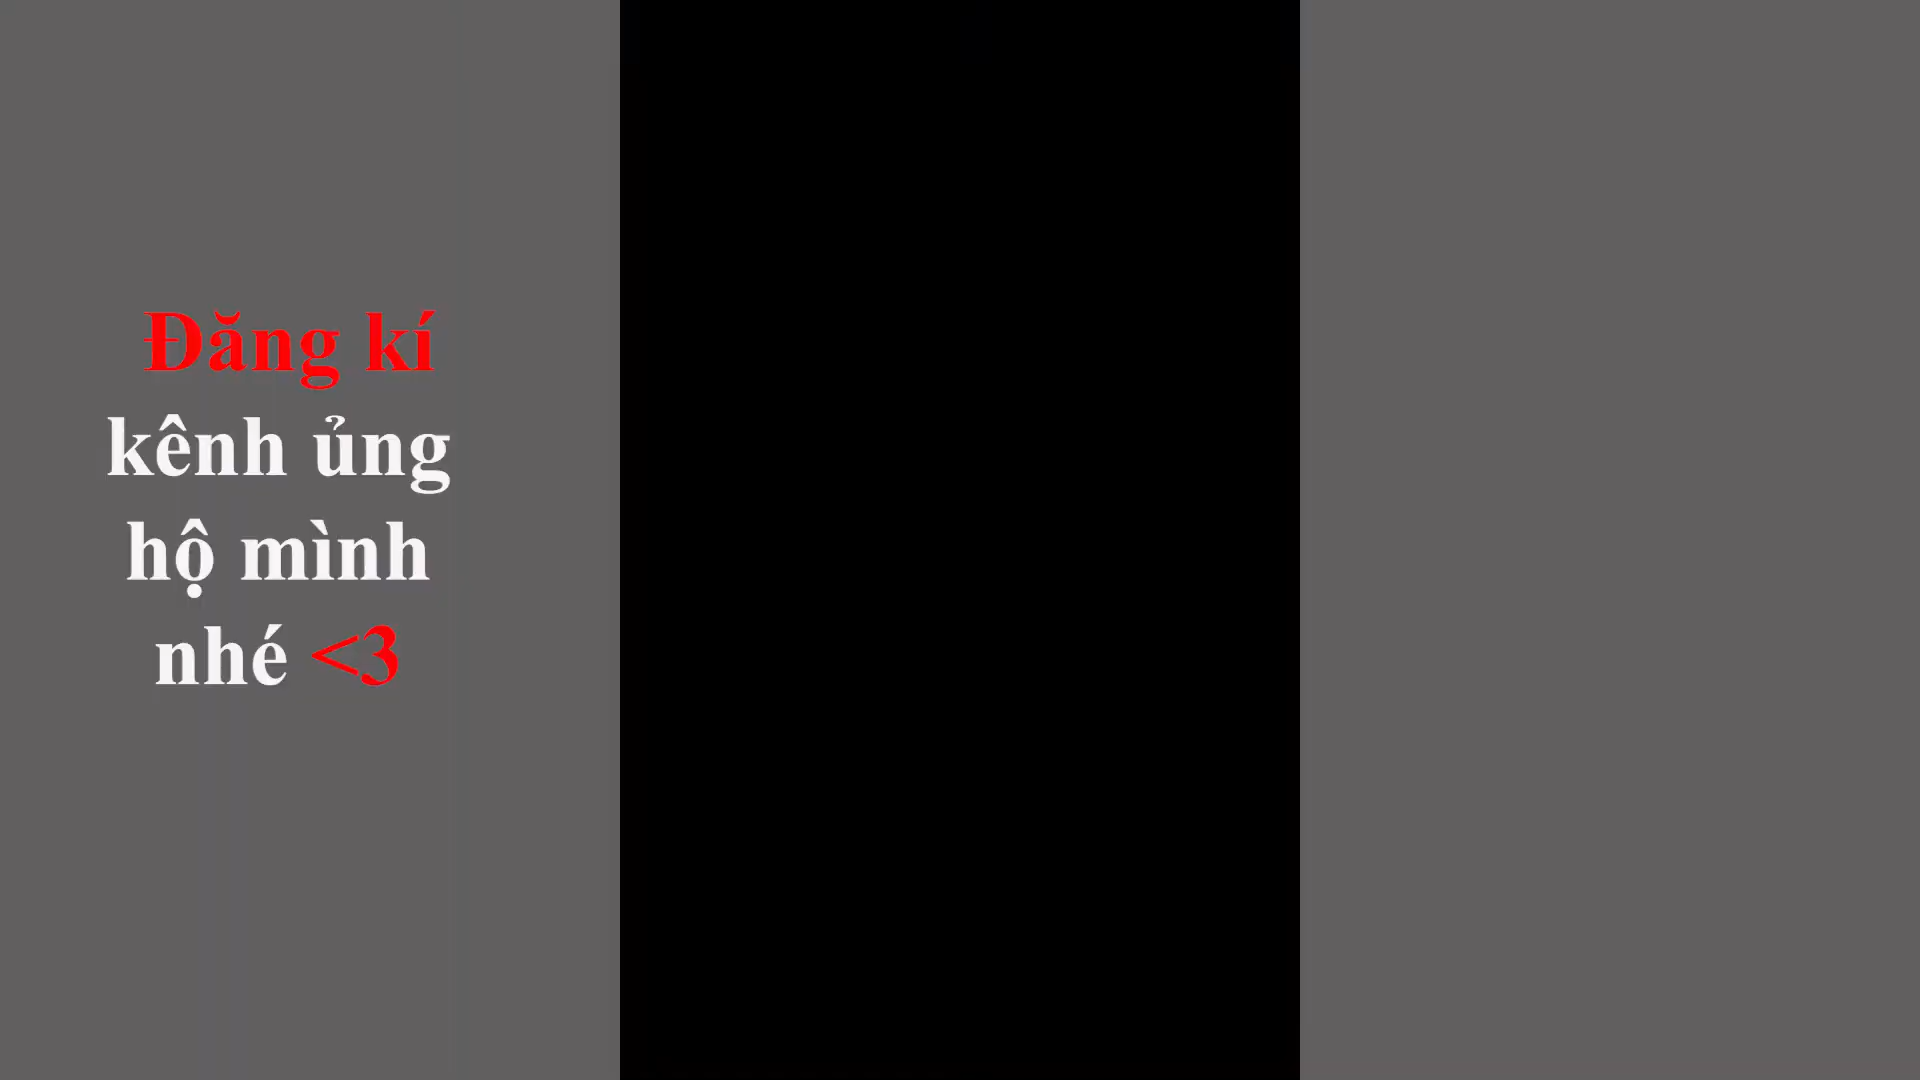 Đăng kí
kênh ủng
hộ mình
nhé <3